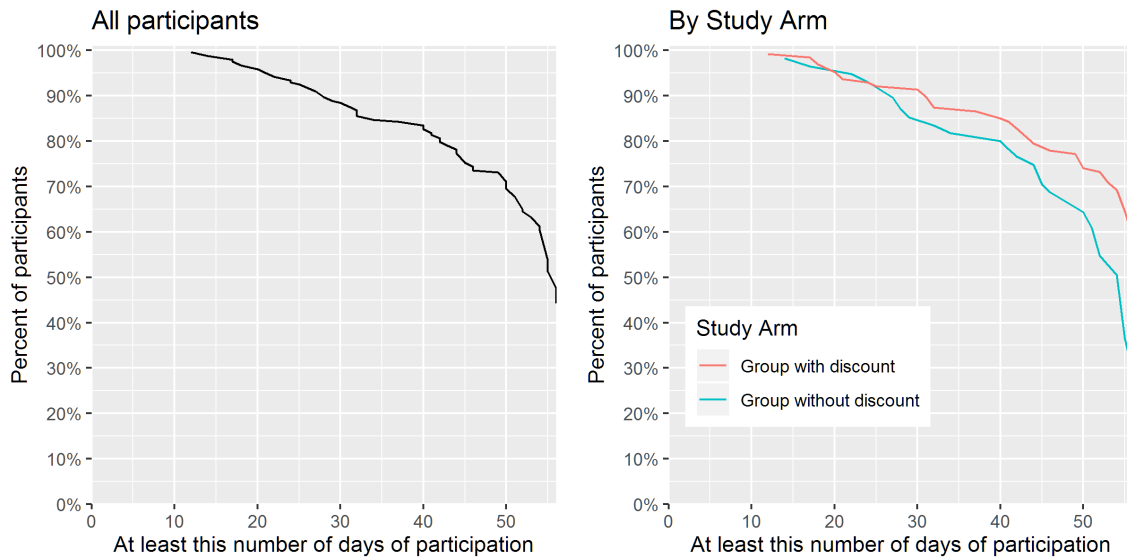 All participants
100%
90%
80%
70%
60%
50%
40%
30%
20%
10%
0%
0 10 20 30 40 50
Percent of participants
At least this number of days of participation
By Study Arm
100%
90%
80%
70%
60%
50%
40%
30%
20%
10%
0%
0 10 20 30 40 50
Percent of participants
At least this number of days of participation
Study Arm
Group with discount
Group without discount